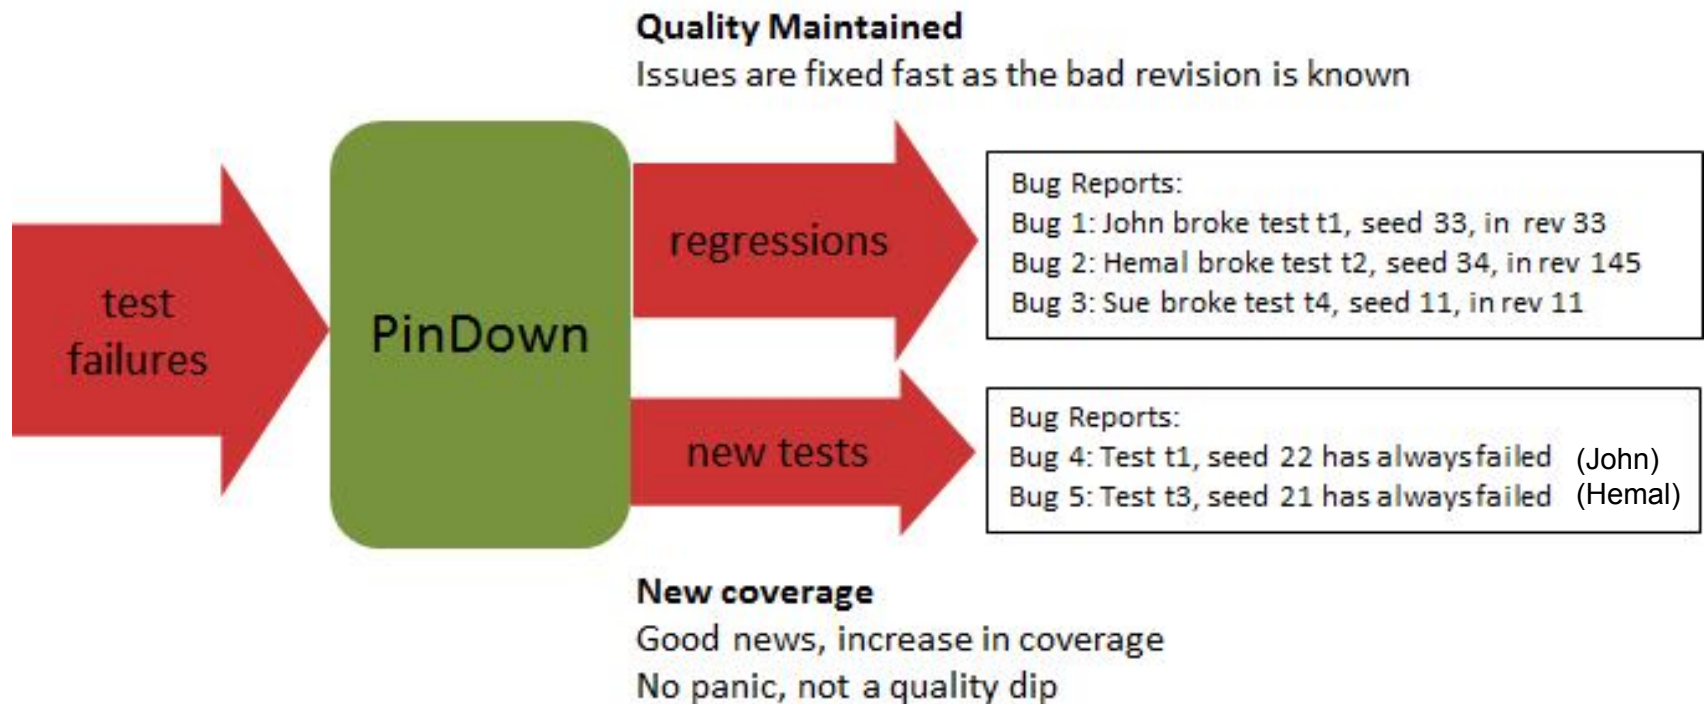 Quality Maintained
Issues are fixed fast as the bad revision is known
test
failures
PinDown
regressions
Bug Reports:
Bug 1: John broke test t1, seed 33, in rev 33
Bug 2: Hemal broke test t2, seed 34, in rev 145
Bug 3: Sue broke test t4, seed 11, in rev 11
new tests
Bug Reports:
Bug 4: Test t1, seed 22 has always failed (John)
Bug 5: Test t3, seed 21 has always failed (Hemal)
New coverage
Good news, increase in coverage
No panic, not a quality dip